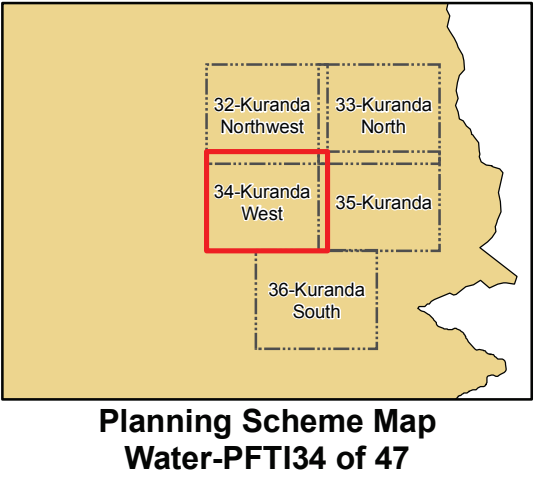 32-Kuranda
Northwest
33-Kuranda
North
34-Kuranda
West
35-Kuranda
36-Kuranda
South
Planning Scheme Map
Water-PFTI34 of 47